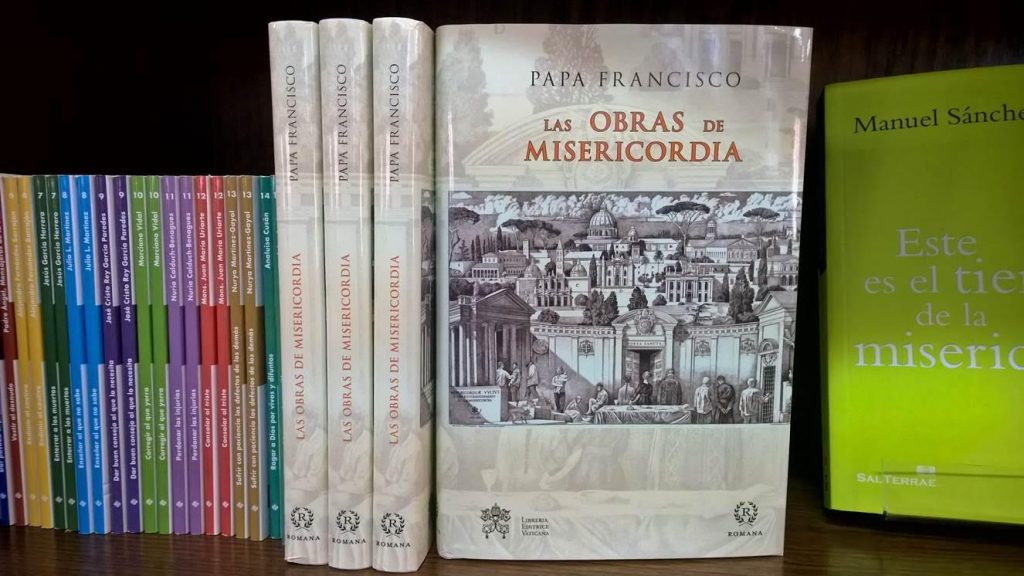 6
6
7
Jesús García Herrero
Enterrar a los muertos
7
Jesús García Herrero
Enterrar a los muertos
8
Julio L. Martínez
Enseñar al que no sabe
8
Julio L. Martínez
Enseñar al que no sabe
9
José Cristo Rey García Paredes
Dar buen consejo al que lo necesita
9
José Cristo Rey García Paredes
Dar buen consejo al que lo necesita
10
Marciano Vidal
Corregir al que yerra
10
Marciano Vidal
Corregir al que yerra
11
Nuria Calduch-Benages
Perdonar las injurias
11
Nuria Calduch-Benages
Perdonar las injurias
12
Mons. Juan María Uriarte
Consolar al triste
12
Mons. Juan María Uriarte
Consolar al triste
13
Nurya Martínez-Gayol
Sufrir con paciencia los defectos de los demás
13
Nurya Martínez-Gayol
Sufrir con paciencia los defectos de los demás
14
Anaisa Cuñán
Rogar a Dios por vivos y difuntos
PAPA FRANCISCO
LAS OBRAS DE MISERICORDIA
R
ROMANA
PAPA FRANCISCO
LAS OBRAS DE MISERICORDIA
R
ROMANA
PAPA FRANCISCO
LAS OBRAS DE MISERICORDIA
R
ROMANA
PAPA FRANCISCO
LAS OBRAS DE
MISERICORDIA
LIBRERIA
EDITRICE
VATICANA
R
ROMANA
Manuel Sánche
Este
es el tie
de la
miseric
SALTERRAE